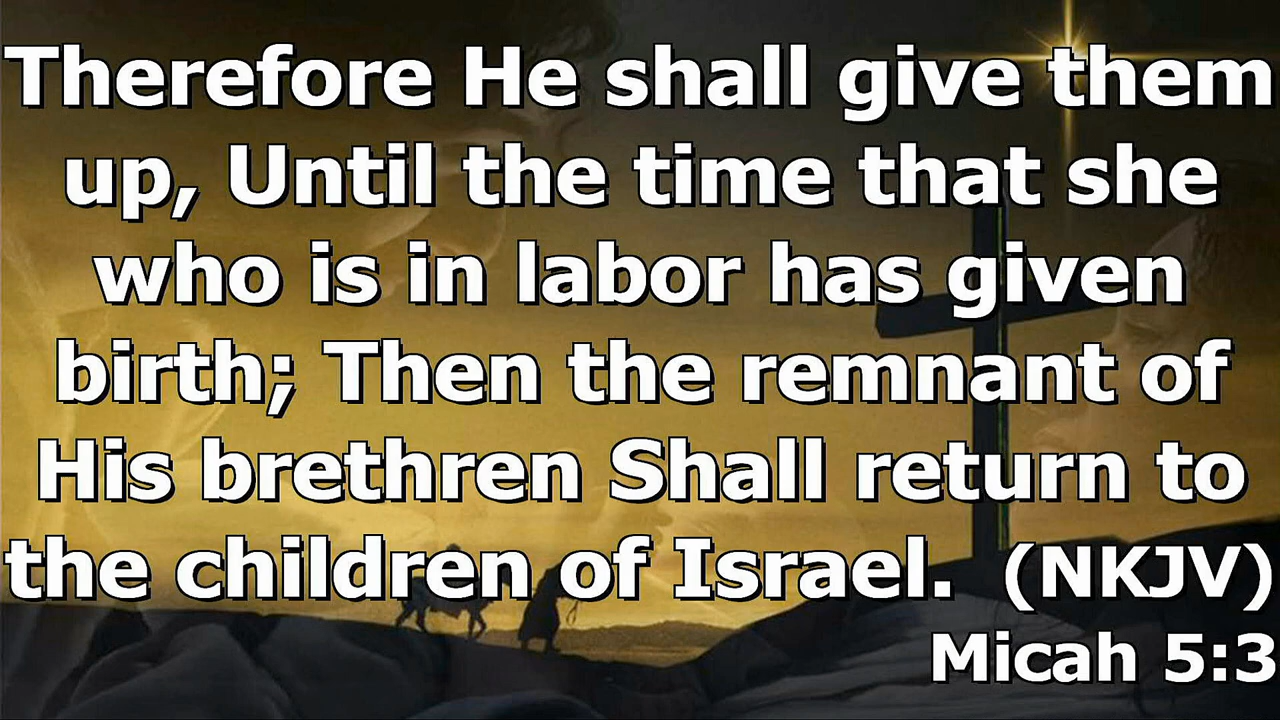 Therefore He shall give them
up, Until the time that she
who is in labor has given
birth; Then the remnant of
His brethren Shall return to
the children of Israel.  (NKJV)
Micah 5:3